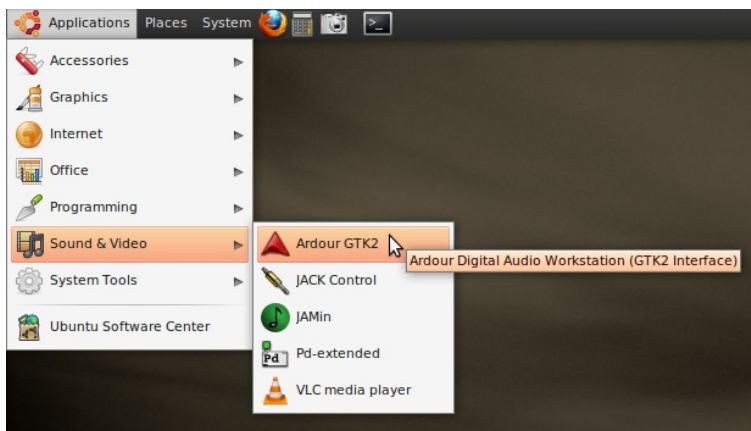 Applications Places System
Accessories
Graphics
Internet
Office
Programming
Sound & Video
System Tools
Ubuntu Software Center
Ardour GTK2
Ardour Digital Audio Workstation (GTK2 Interface)
JACK Control
JAMin
Pd
Pd-extended
VLC media player